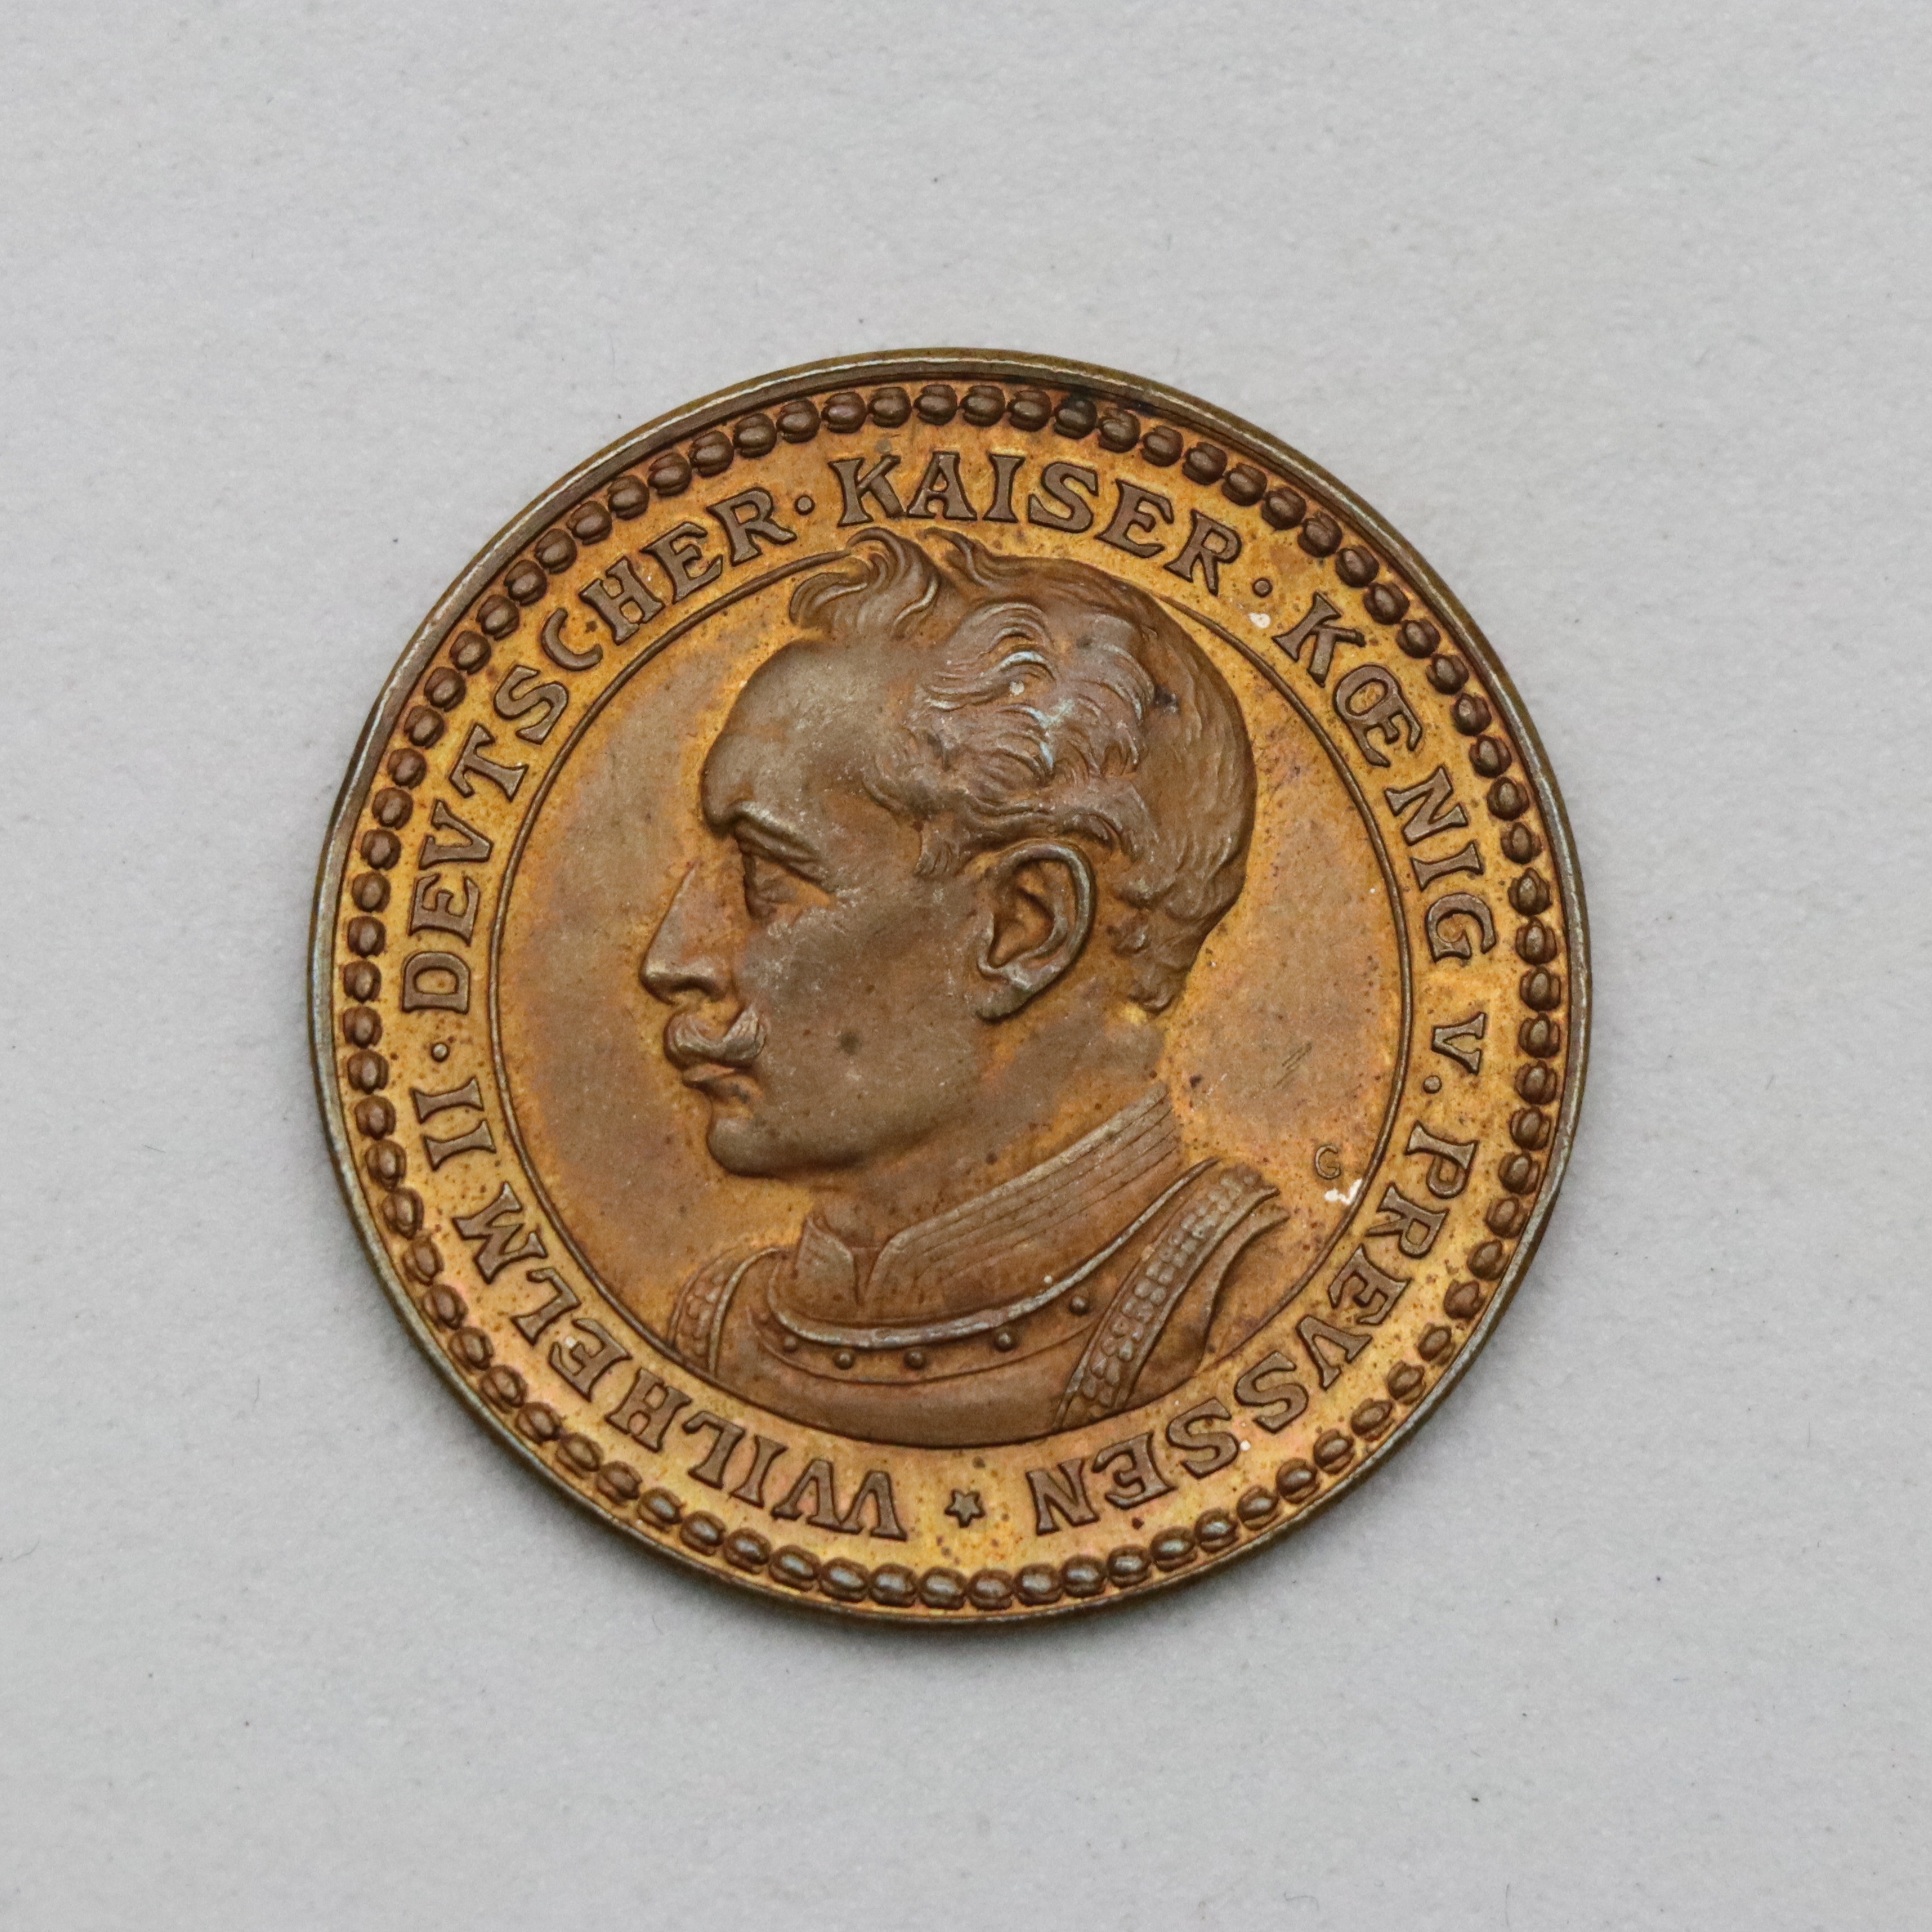 WILHELM II · DEVTSCHER · KAISER · KŒNIG V. PREVSSEN ★
G